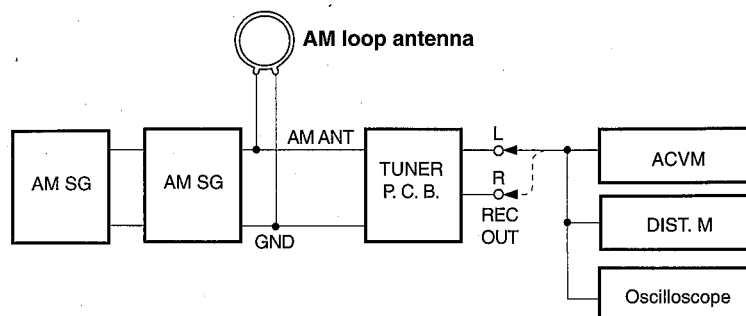 AM loop antenna
AM SG
AM SG
AM ANT
GND
TUNER
P. C. B.
L
R
REC
OUT
ACVM
DIST. M
Oscilloscope